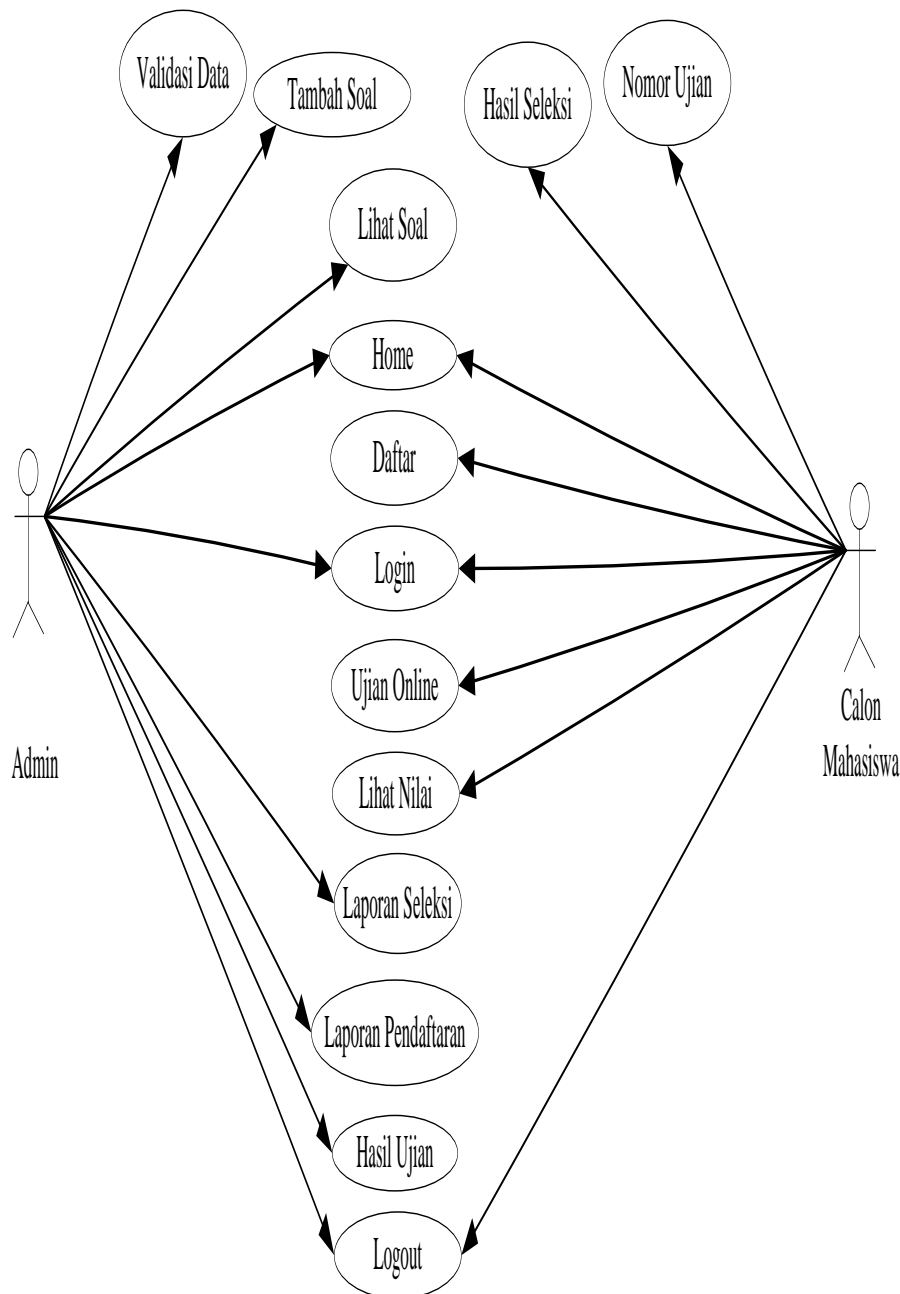 Validasi Data
Tambah Soal
Hasil Seleksi
Nomor Ujian
Lihat Soal
Home
Daftar
Login
Ujian Online
Lihat Nilai
Laporan Seleksi
Laporan Pendaftaran
Hasil Ujian
Logout
Admin
Calon
Mahasiswa